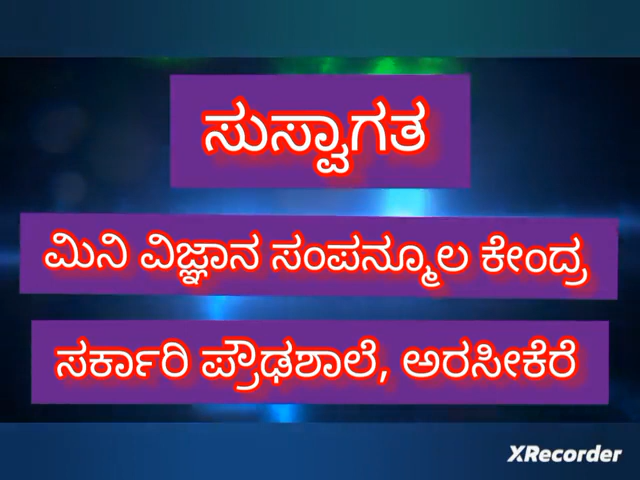 ಸುಸ್ವಾಗತ
ಮಿನಿ ವಿಜ್ಞಾನ ಸಂಪನ್ಮೂಲ ಕೇಂದ್ರ
ಸರ್ಕಾರಿ ಪ್ರೌಢಶಾಲೆ, ಅರಸೀಕೆರೆ
XRecorder